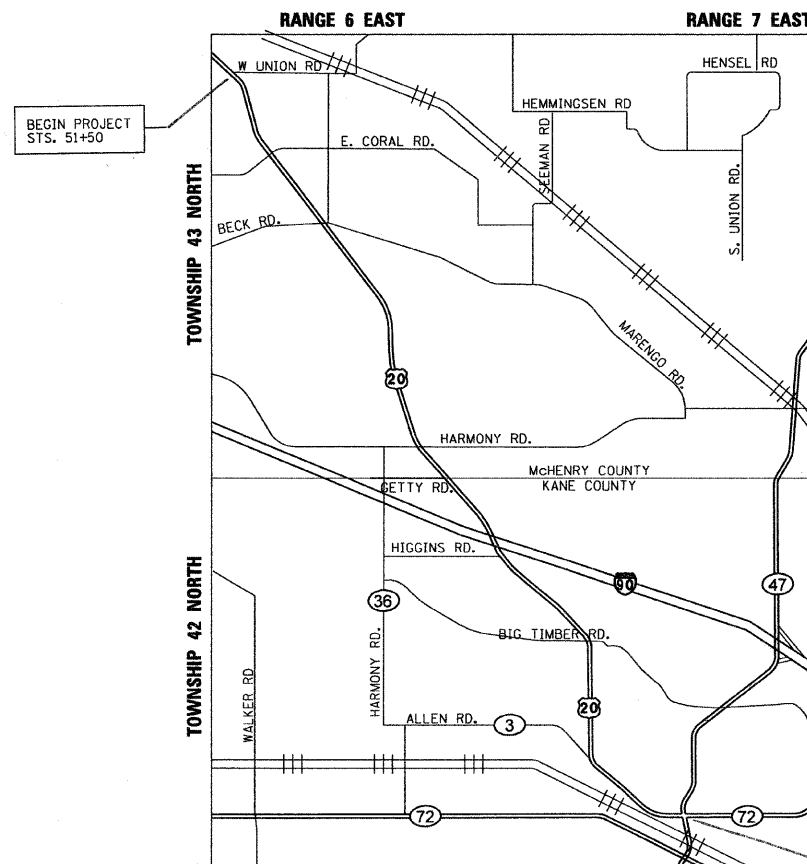 RANGE 6 EAST
RANGE 7 EAST
W UNION RD
HENSEL RD
BEGIN PROJECT
STS. 51+50
HEMMINGSEN RD
E. CORAL RD.
SEEMAN RD
S. UNION RD.
TOWNSHIP 43 NORTH
BECK RD.
MARENGO RD.
20
HARMONY RD.
McHENRY COUNTY
KANE COUNTY
GETTY RD.
HIGGINS RD.
90
47
36
TOWNSHIP 42 NORTH
BIG TIMBER RD.
HARMONY RD.
WALKER RD
20
ALLEN RD.
3
72
72